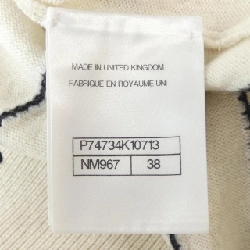 MADE IN UNITED KINGDOM
FABRIQUE EN ROYAUME UNI
P74734K10713
NM967 38